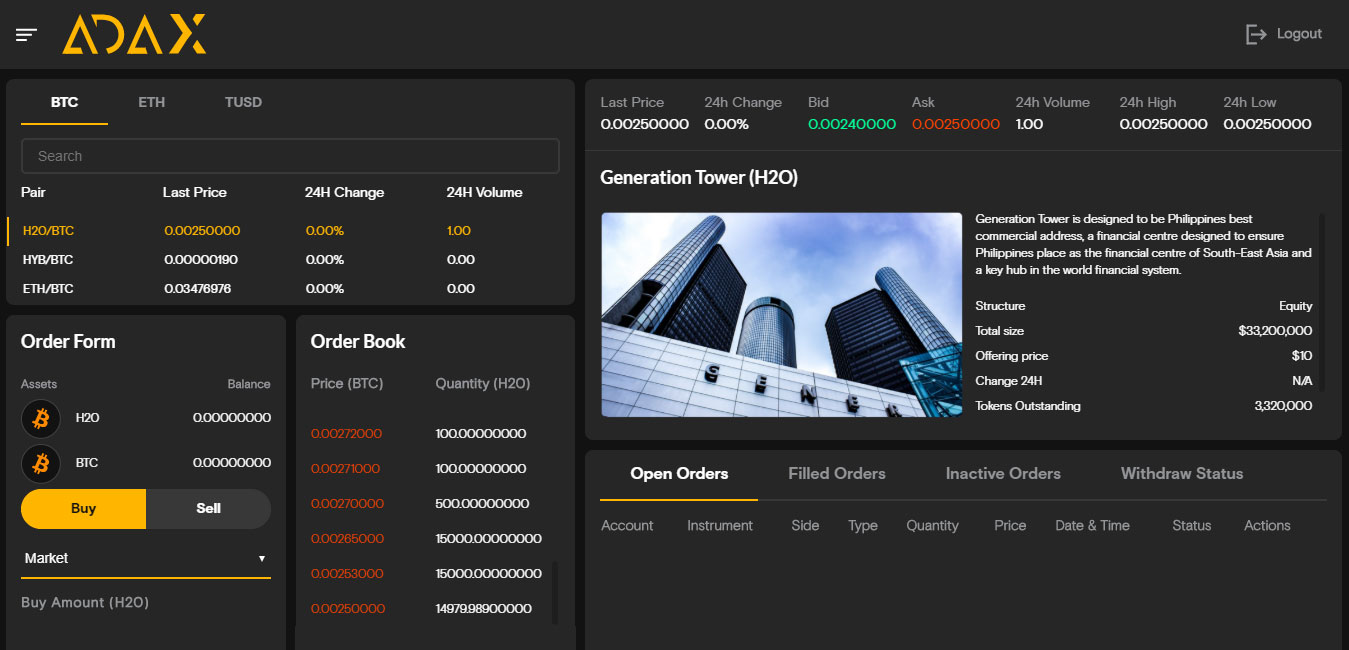 ADAX
Logout
BTC ETH TUSD
Search
Pair Last Price 24H Change 24H Volume
H2O/BTC 0.00250000 0.00% 1.00
HYB/BTC 0.00000190 0.00% 0.00
ETH/BTC 0.03476976 0.00% 0.00
Order Form
Assets Balance
H2O 0.00000000
BTC 0.00000000
Buy Sell
Market
Buy Amount (H2O)
Order Book
Price (BTC) Quantity (H2O)
0.00272000 100.00000000
0.00271000 100.00000000
0.00270000 500.00000000
0.00265000 15000.00000000
0.00253000 15000.00000000
0.00250000 14979.98900000
Last Price 24h Change Bid Ask 24h Volume 24h High 24h Low
0.00250000 0.00% 0.00240000 0.00250000 1.00 0.00250000 0.00250000
Generation Tower (H2O)
GENER
Generation Tower is designed to be Philippines best
commercial address, a financial centre designed to ensure
Philippines place as the financial centre of South-East Asia and
a key hub in the world financial system.
Structure Equity
Total size $33,200,000
Offering price $10
Change 24H N/A
Tokens Outstanding 3,320,000
Open Orders Filled Orders Inactive Orders Withdraw Status
Account Instrument Side Type Quantity Price Date & Time Status Actions